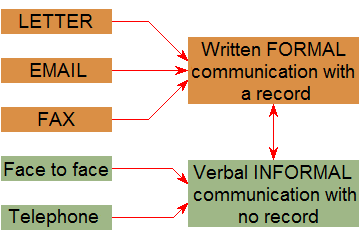 LETTER
EMAIL
FAX
Written FORMAL
communication with
a record
Face to face
Telephone
Verbal INFORMAL
communication with
no record